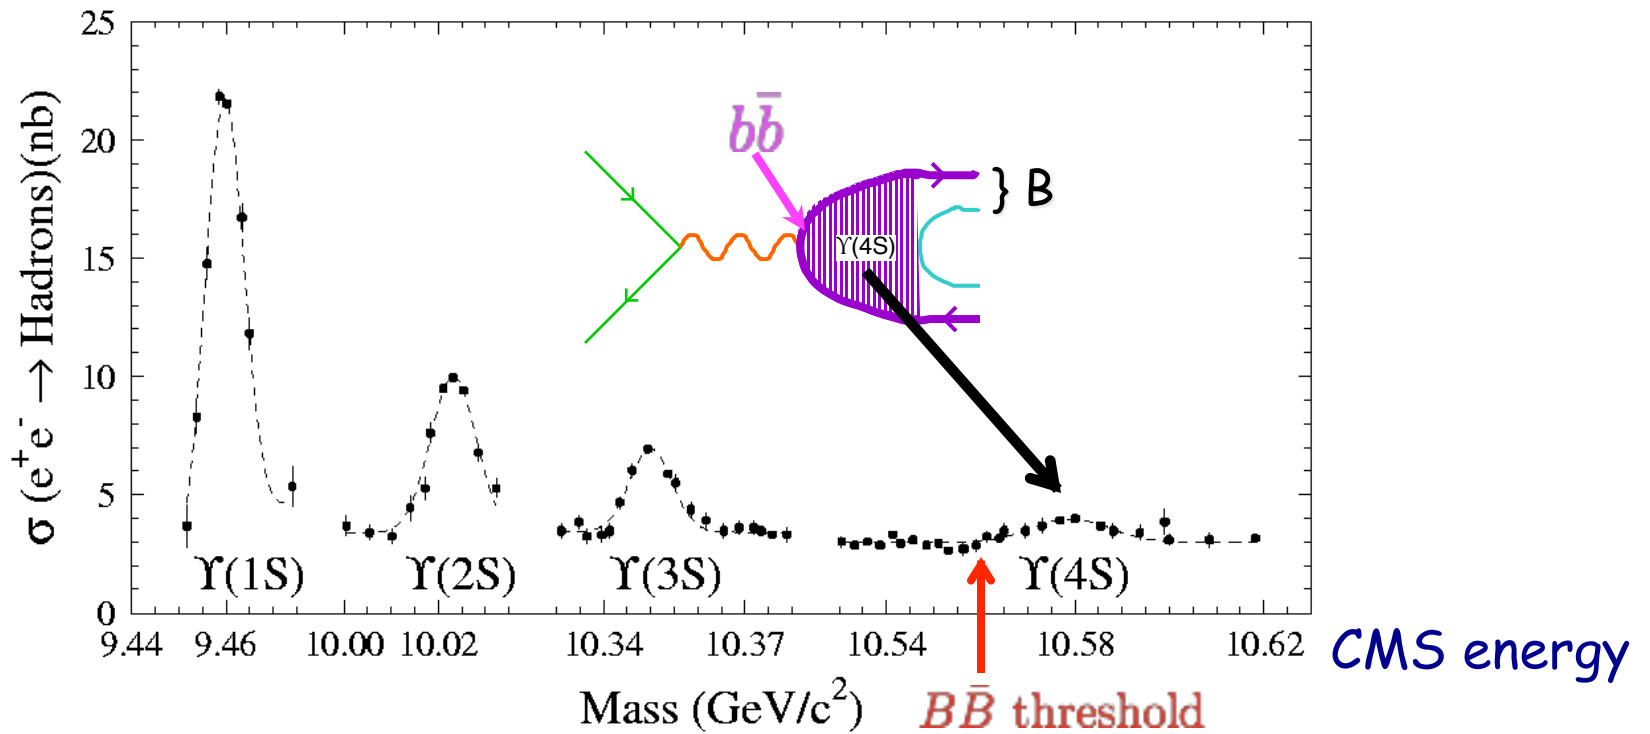 σ (e⁺e⁻ → Hadrons)(nb)
25
20
15
10
5
0
bb̅
Υ(4S)
} B
Υ(1S)
Υ(2S)
Υ(3S)
Υ(4S)
9.44 9.46 10.00 10.02 10.34 10.37 10.54 10.58 10.62
CMS energy
Mass (GeV/c²)
BB̅ threshold